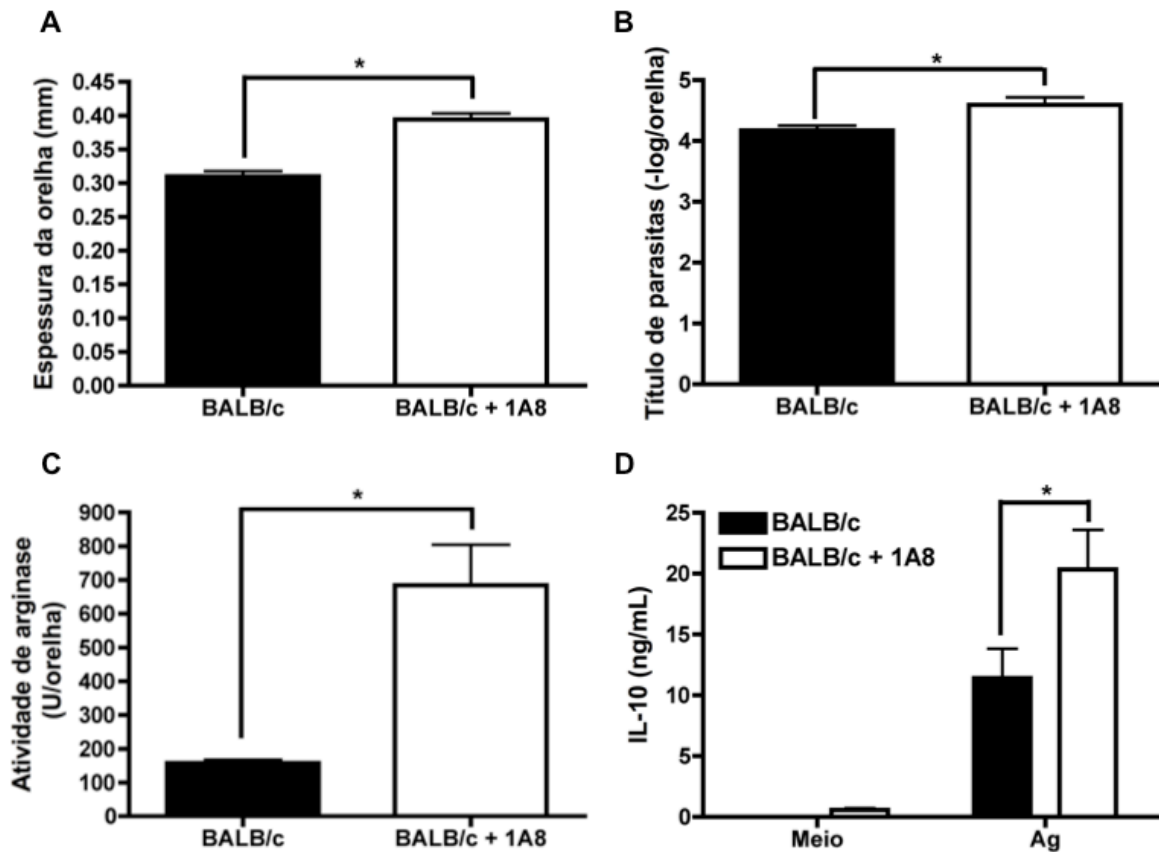 A
Espessura da orelha (mm)
0.45
0.40
0.35
0.30
0.25
0.20
0.15
0.10
0.05
0.00
*
BALB/c
BALB/c + 1A8
B
Título de parasitas (-log/orelha)
5
4
3
2
1
0
*
BALB/c
BALB/c + 1A8
C
Atividade de arginase
(U/orelha)
900
800
700
600
500
400
300
200
100
0
*
BALB/c
BALB/c + 1A8
D
IL-10 (ng/mL)
25
20
15
10
5
0
BALB/c
BALB/c + 1A8
*
Meio
Ag